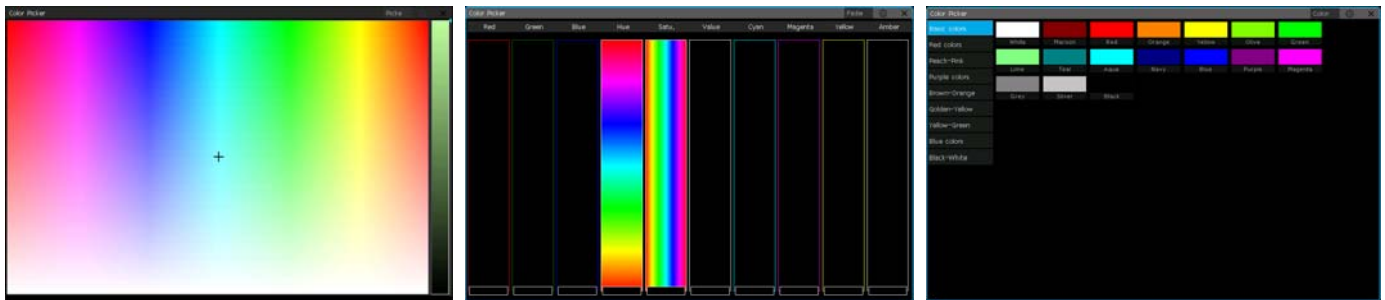 Color Picker
Color Picker
Fader
Red Green Blue Hue Satu. Value Cyan Magenta Yellow Amber
Color Picker Color
Basic colors
Red colors
Peach-Pink
Purple colors
Brown-Orange
Golden-Yellow
Yellow-Green
Blue colors
Black-White
White Maroon Red Orange Yellow Olive Green
Lime Teal Aqua Navy Blue Purple Magenta
Grey Silver Black